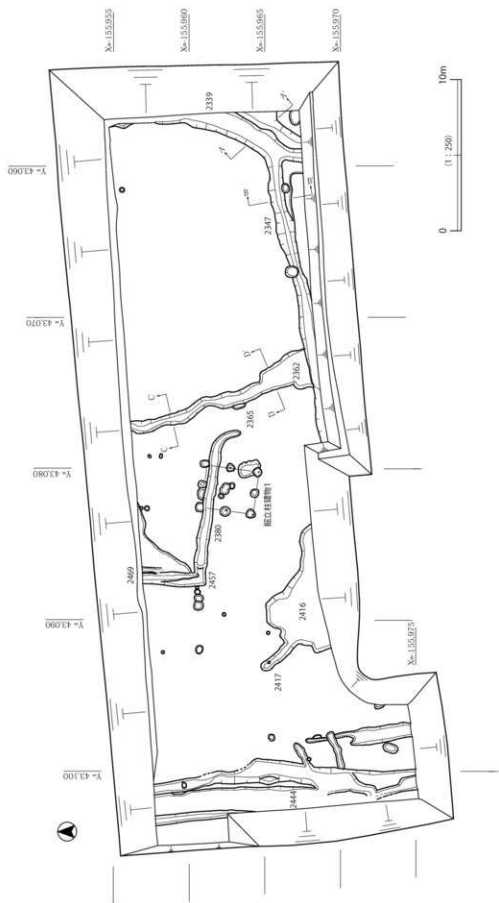 X=-155,955
X=-155,960
X=-155,965
X=-155,970
Y= 43,060
Y= 43,070
Y= 43,080
Y= 43,090
Y= 43,100
X=-155,975
2339
A
A'
B
B'
2347
C
C
D'
D
2362
2365
2380
掘立柱建物1
2469
2457
2416
2417
2444
0
(1：250)
10m